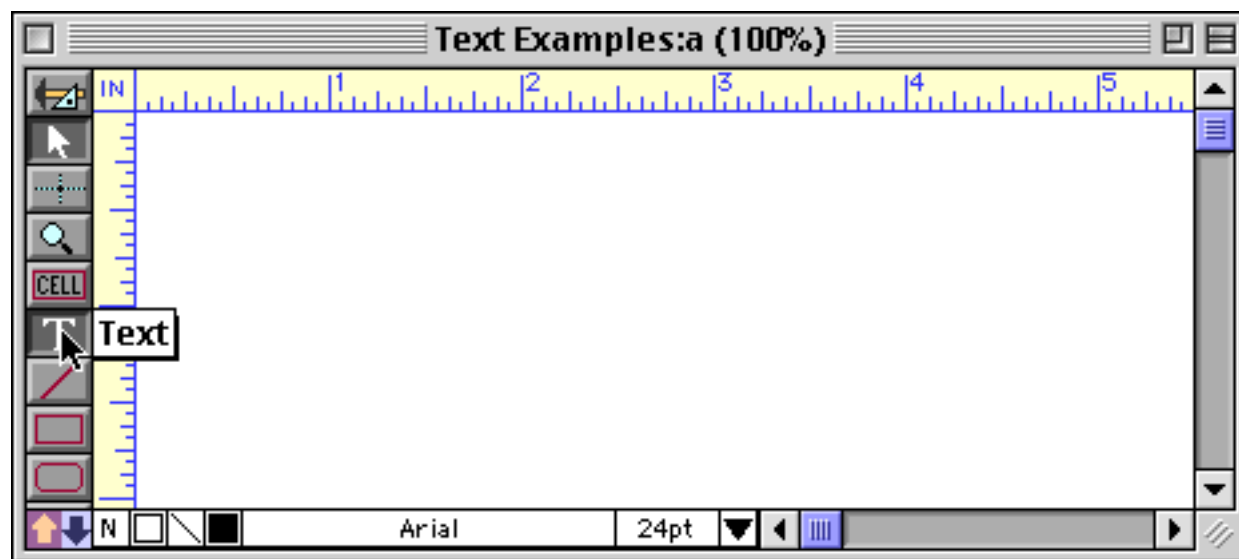 Text Examples:a (100%)
IN 1 2 3 4 5
CELL
T Text
N Arial 24pt